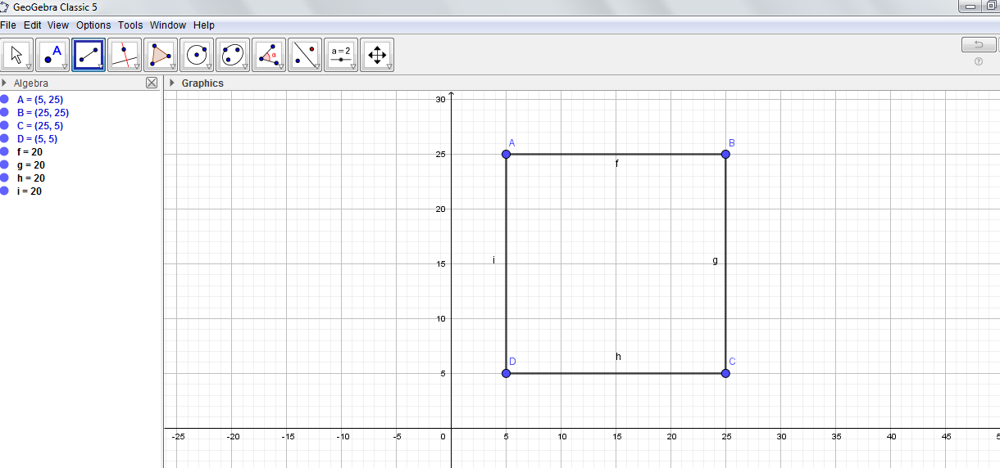 GeoGebra Classic 5
File Edit View Options Tools Window Help
A
α
a = 2
Algebra
Graphics
A = (5, 25)
B = (25, 25)
C = (25, 5)
D = (5, 5)
f = 20
g = 20
h = 20
i = 20
30
A
B
25
f
20
15
i
g
10
h
D
C
5
-25 -20 -15 -10 -5 0 5 10 15 20 25 30 35 40 45 5